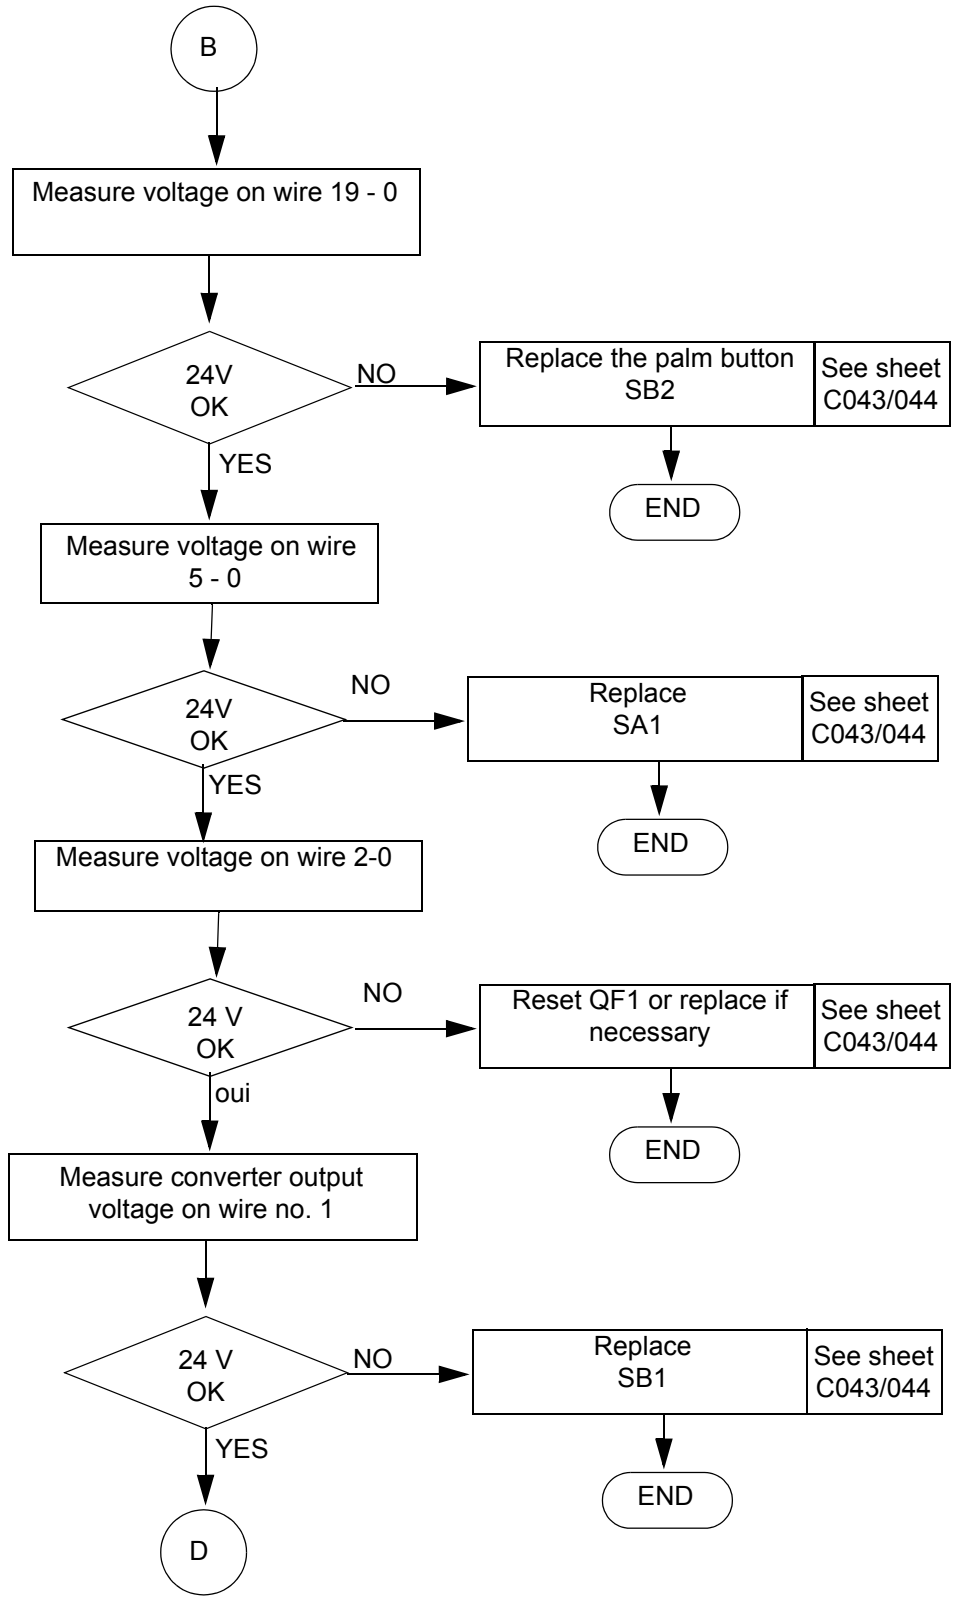 B
Measure voltage on wire 19 - 0
24V
OK
NO
Replace the palm button
SB2
See sheet
C043/044
YES
END
Measure voltage on wire
5 - 0
24V
OK
NO
Replace
SA1
See sheet
C043/044
YES
END
Measure voltage on wire 2-0
24 V
OK
NO
Reset QF1 or replace if
necessary
See sheet
C043/044
oui
END
Measure converter output
voltage on wire no. 1
24 V
OK
NO
Replace
SB1
See sheet
C043/044
YES
END
D